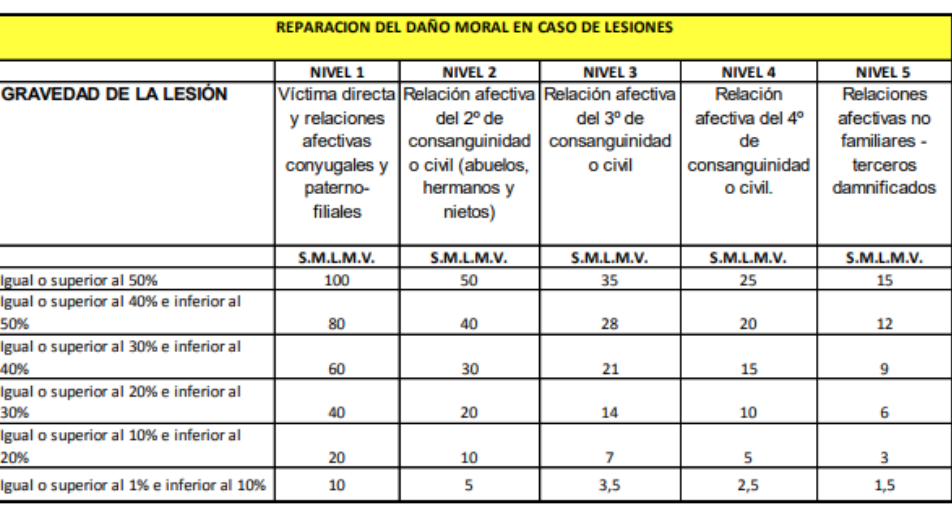 REPARACION DEL DAÑO MORAL EN CASO DE LESIONES
NIVEL 1 NIVEL 2 NIVEL 3 NIVEL 4 NIVEL 5
GRAVEDAD DE LA LESIÓN
Víctima directa
y relaciones
afectivas
conyugales y
paterno-
filiales
Relación afectiva
del 2º de
consanguinidad
o civil (abuelos,
hermanos y
nietos)
Relación afectiva
del 3º de
consanguinidad
o civil
Relación
afectiva del 4º
de
consanguinidad
o civil.
Relaciones
afectivas no
familiares -
terceros
damnificados
S.M.L.M.V. S.M.L.M.V. S.M.L.M.V. S.M.L.M.V. S.M.L.M.V.
Igual o superior al 50% 100 50 35 25 15
Igual o superior al 40% e inferior al
50% 80 40 28 20 12
Igual o superior al 30% e inferior al
40% 60 30 21 15 9
Igual o superior al 20% e inferior al
30% 40 20 14 10 6
Igual o superior al 10% e inferior al
20% 20 10 7 5 3
Igual o superior al 1% e inferior al 10% 10 5 3,5 2,5 1,5